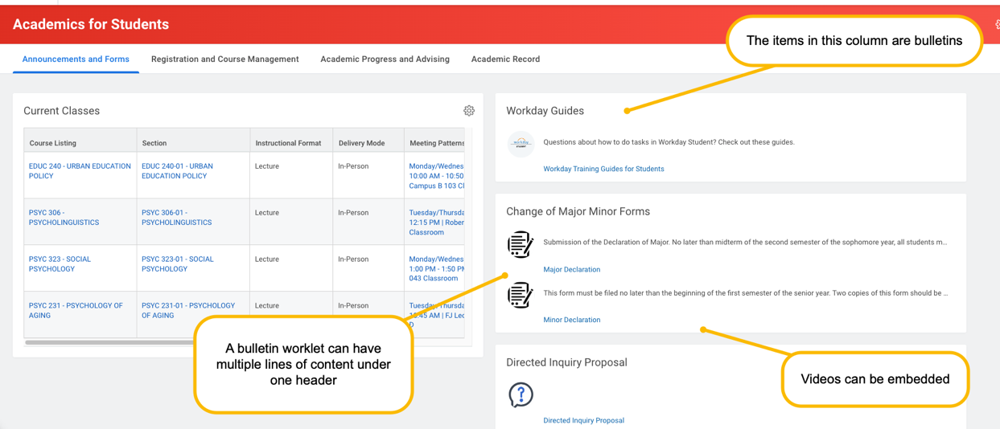 Academics for Students
The items in this column are bulletins
Announcements and Forms
Registration and Course Management
Academic Progress and Advising
Academic Record
Current Classes
Course Listing
Section
Instructional Format
Delivery Mode
Meeting Patterns
EDUC 240 - URBAN EDUCATION
POLICY
EDUC 240-01 - URBAN
EDUCATION POLICY
Lecture
In-Person
Monday/Wednes
10:00 AM - 10:50
Campus B 103 Cl
PSYC 306 -
PSYCHOLINGUISTICS
PSYC 306-01 -
PSYCHOLINGUISTICS
Lecture
In-Person
Tuesday/Thursda
12:15 PM | Rober
Classroom
PSYC 323 - SOCIAL
PSYCHOLOGY
PSYC 323-01 - SOCIAL
PSYCHOLOGY
Lecture
In-Person
Monday/Wednes
1:00 PM - 1:50 PM
043 Classroom
PSYC 231 - PSYCHOLOGY OF
AGING
PSYC 231-01 - PSYCHOLOGY
OF AGING
Lecture
In-Person
Tuesday/Thursda
10:45 AM | FJ Lec
D
A bulletin worklet can have
multiple lines of content under
one header
Workday Guides
workday
STUDENT
Questions about how to do tasks in Workday Student? Check out these guides.
Workday Training Guides for Students
Change of Major Minor Forms
Submission of the Declaration of Major. No later than midterm of the second semester of the sophomore year, all students m...
Major Declaration
This form must be filed no later than the beginning of the first semester of the senior year. Two copies of this form should be ...
Minor Declaration
Directed Inquiry Proposal
?
Directed Inquiry Proposal
Videos can be embedded